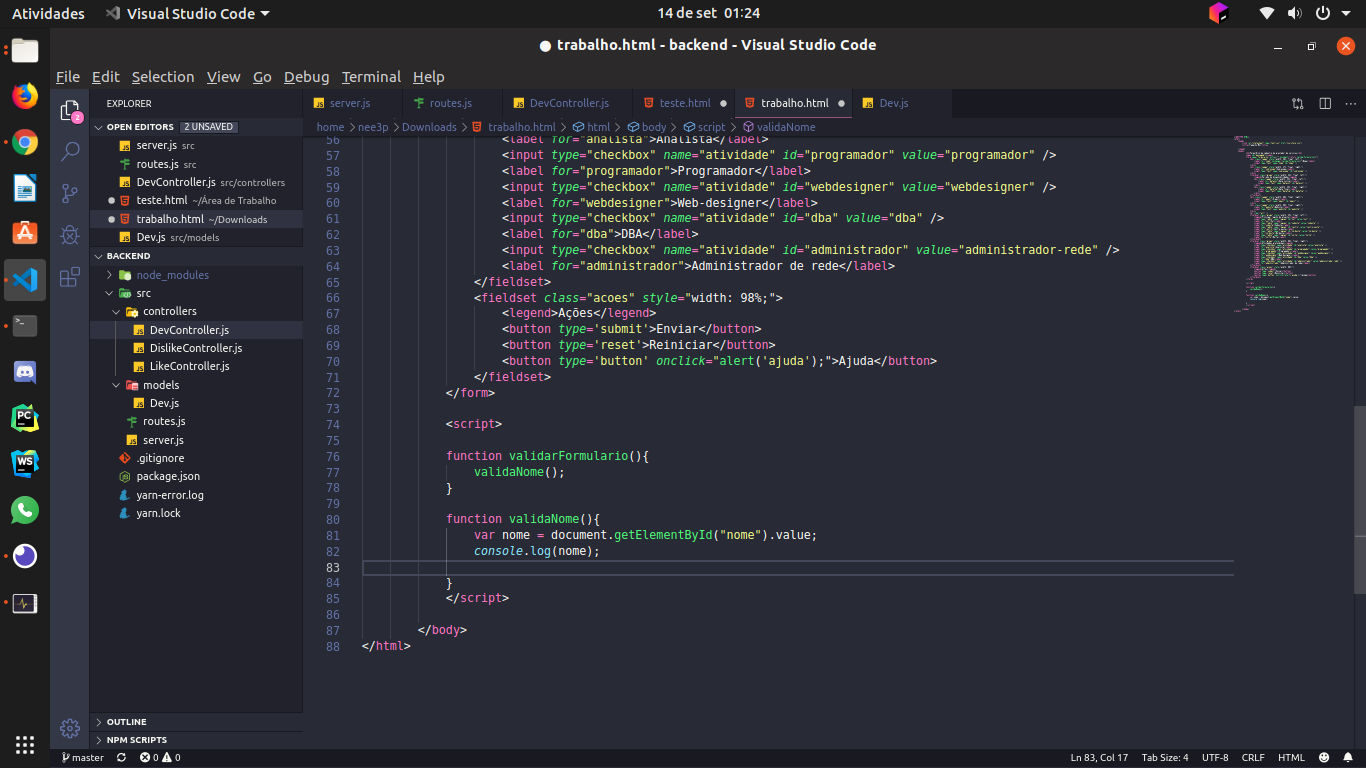 Atividades Visual Studio Code 14 de set 01:24
trabalho.html - backend - Visual Studio Code
File Edit Selection View Go Debug Terminal Help
EXPLORER
OPEN EDITORS 2 UNSAVED
server.js src
routes.js src
DevController.js src/controllers
teste.html ~/Área de Trabalho
trabalho.html ~/Downloads
Dev.js src/models
BACKEND
node_modules
src
controllers
DevController.js
DislikeController.js
LikeController.js
models
Dev.js
routes.js
server.js
.gitignore
package.json
yarn-error.log
yarn.lock
OUTLINE
NPM SCRIPTS
2
server.js routes.js DevController.js teste.html trabalho.html Dev.js
home > nee3p > Downloads > trabalho.html > html > body > script > validaNome
56 <label for="analista">Analista</label>
57 <input type="checkbox" name="atividade" id="programador" value="programador" />
58 <label for="programador">Programador</label>
59 <input type="checkbox" name="atividade" id="webdesigner" value="webdesigner" />
60 <label for="webdesigner">Web-designer</label>
61 <input type="checkbox" name="atividade" id="dba" value="dba" />
62 <label for="dba">DBA</label>
63 <input type="checkbox" name="atividade" id="administrador" value="administrador-rede" />
64 <label for="administrador">Administrador de rede</label>
65 </fieldset>
66 <fieldset class="acoes" style="width: 98%;">
67 <legend>Ações</legend>
68 <button type='submit'>Enviar</button>
69 <button type='reset'>Reiniciar</button>
70 <button type='button' onclick="alert('ajuda');">Ajuda</button>
71 </fieldset>
72 </form>
73
74 <script>
75
76 function validarFormulario(){
77 validaNome();
78 }
79
80 function validaNome(){
81 var nome = document.getElementById("nome").value;
82 console.log(nome);
83
84 }
85 </script>
86
87 </body>
88 </html>
PC
WS
master 0 0 Ln 83, Col 17 Tab Size: 4 UTF-8 CRLF HTML